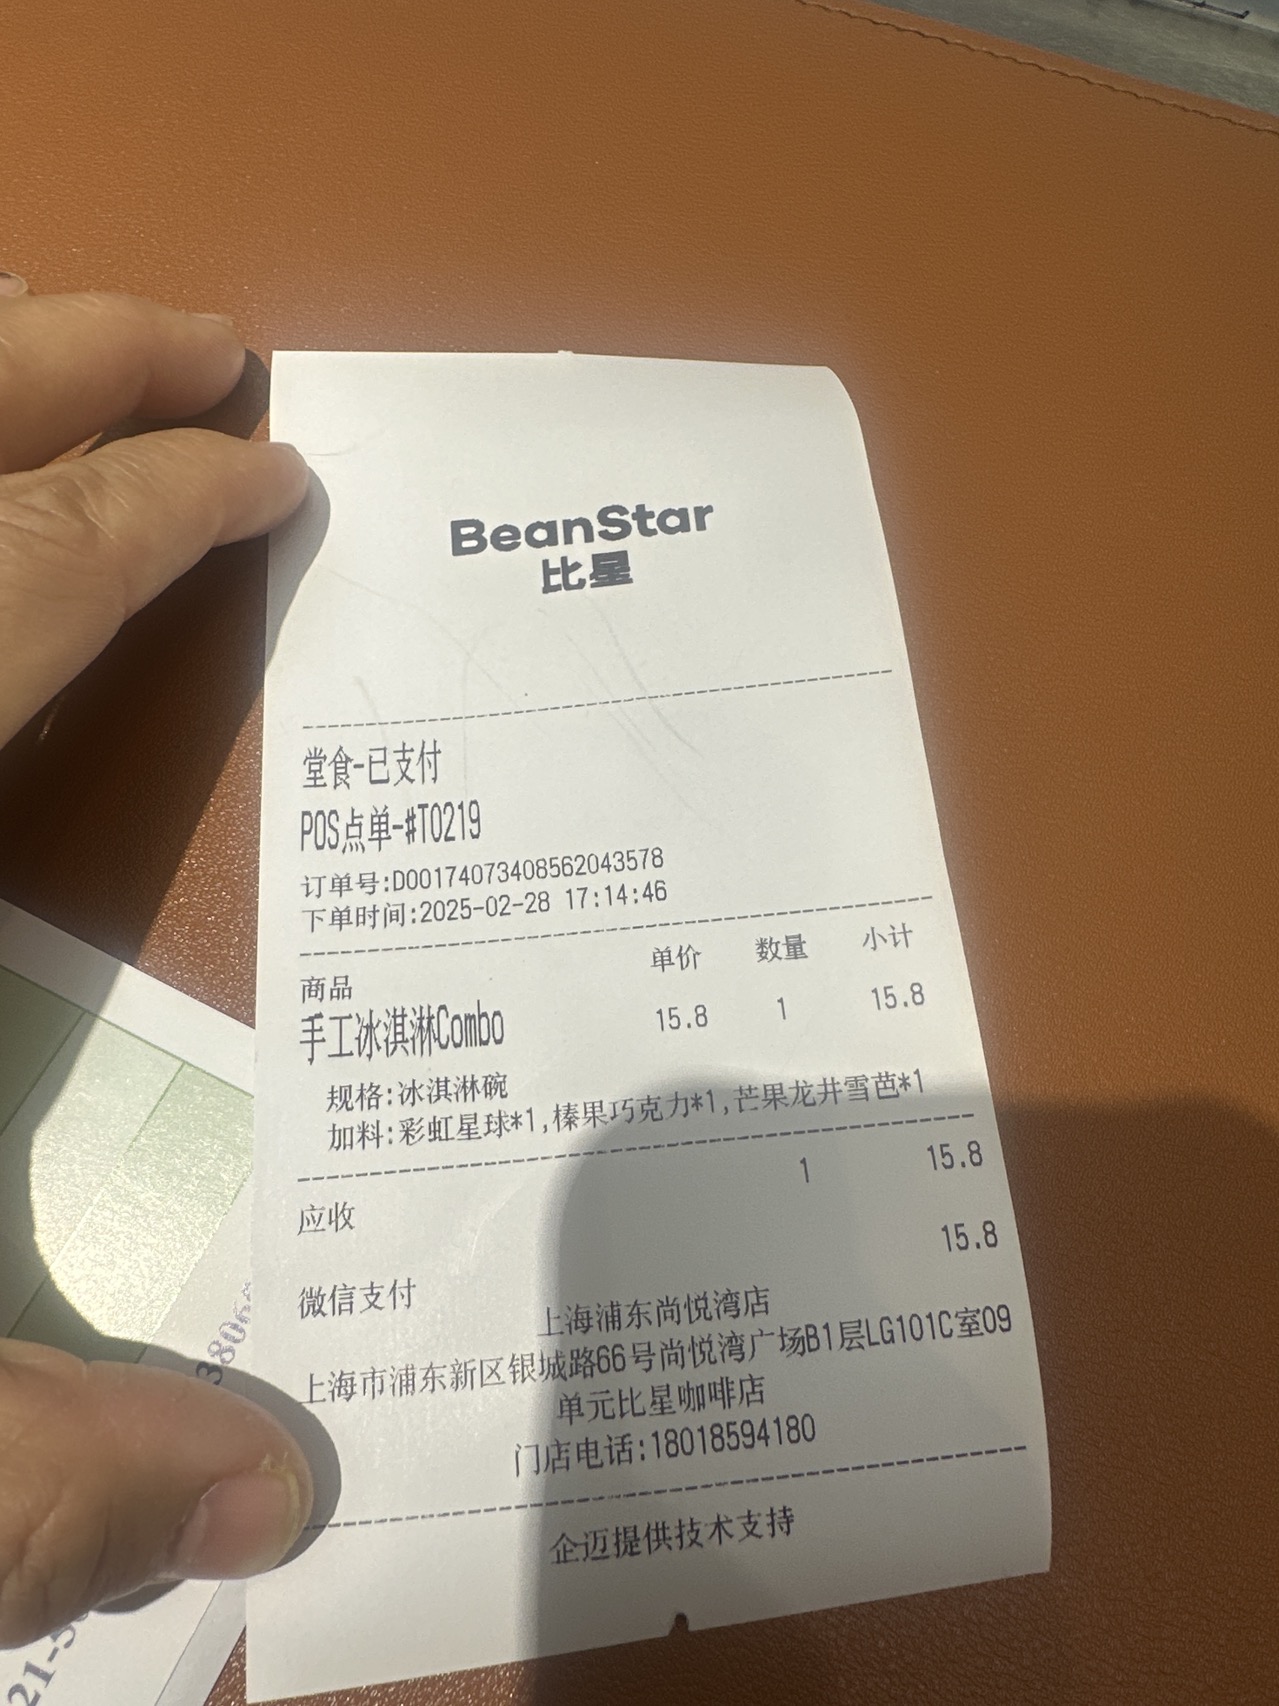 BeanStar
比星
堂食-已支付
POS点单-#T0219
订单号:D00174073408562043578
下单时间:2025-02-28 17:14:46
商品 单价 数量 小计
手工冰淇淋Combo 15.8 1 15.8
规格:冰淇淋碗
加料:彩虹星球*1,榛果巧克力*1,芒果龙井雪芭*1
应收 1 15.8
微信支付 15.8
上海浦东尚悦湾店
上海市浦东新区银城路66号尚悦湾广场B1层LG101C室09
单元比星咖啡店
门店电话:18018594180
企迈提供技术支持